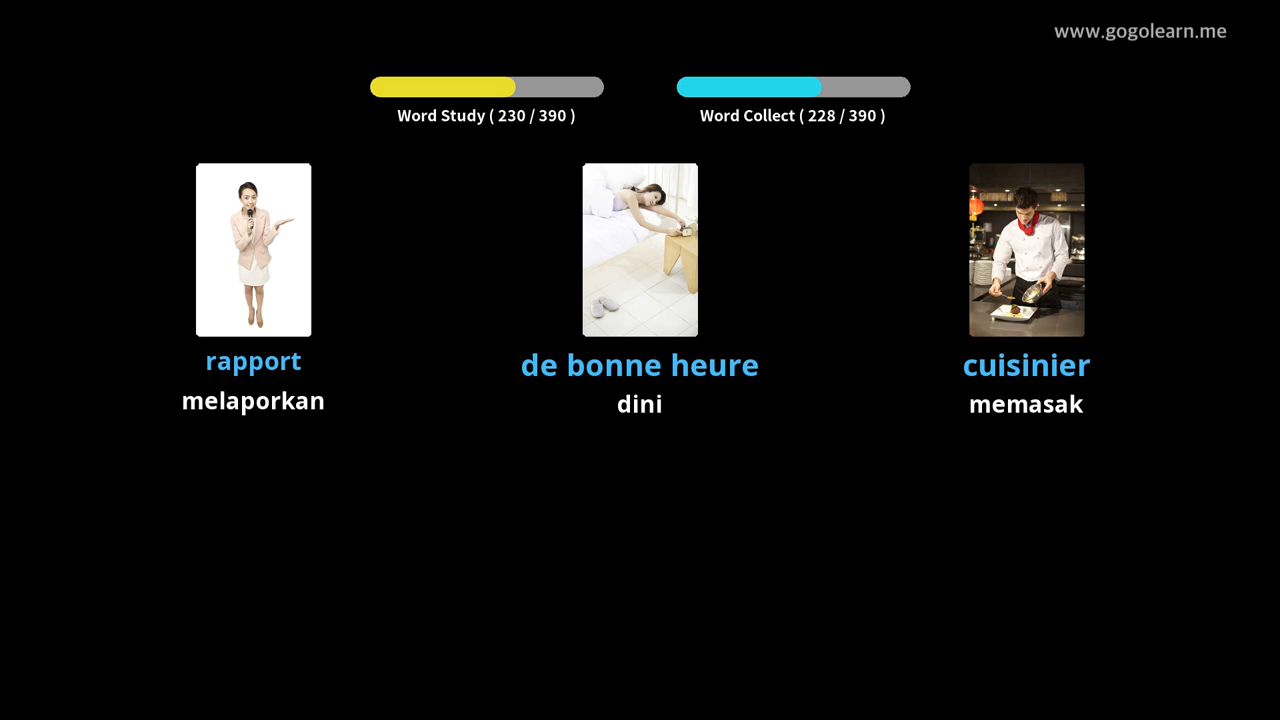 www.gogolearn.me
Word Study ( 230 / 390 )
Word Collect ( 228 / 390 )
rapport
melaporkan
de bonne heure
dini
cuisinier
memasak